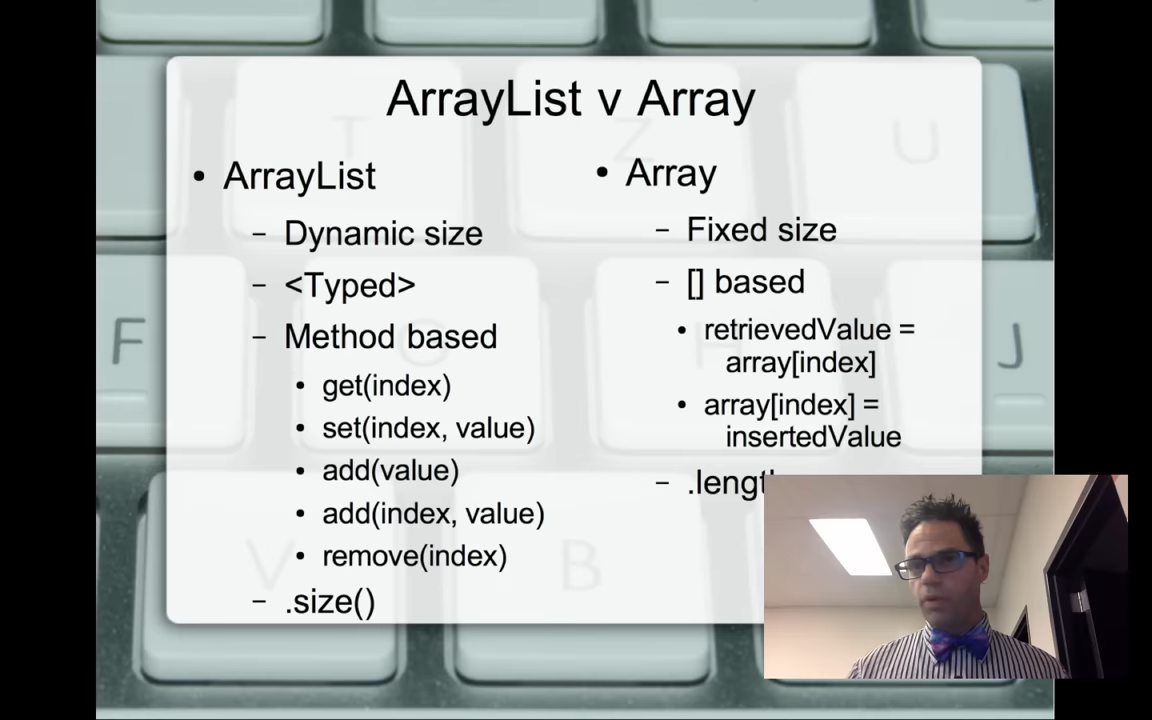 ArrayList v Array
• ArrayList
– Dynamic size
– <Typed>
– Method based
• get(index)
• set(index, value)
• add(value)
• add(index, value)
• remove(index)
– .size()
• Array
– Fixed size
– [] based
• retrievedValue =
array[index]
• array[index] =
insertedValue
–
T
Z
U
F
G
H
J
V
B